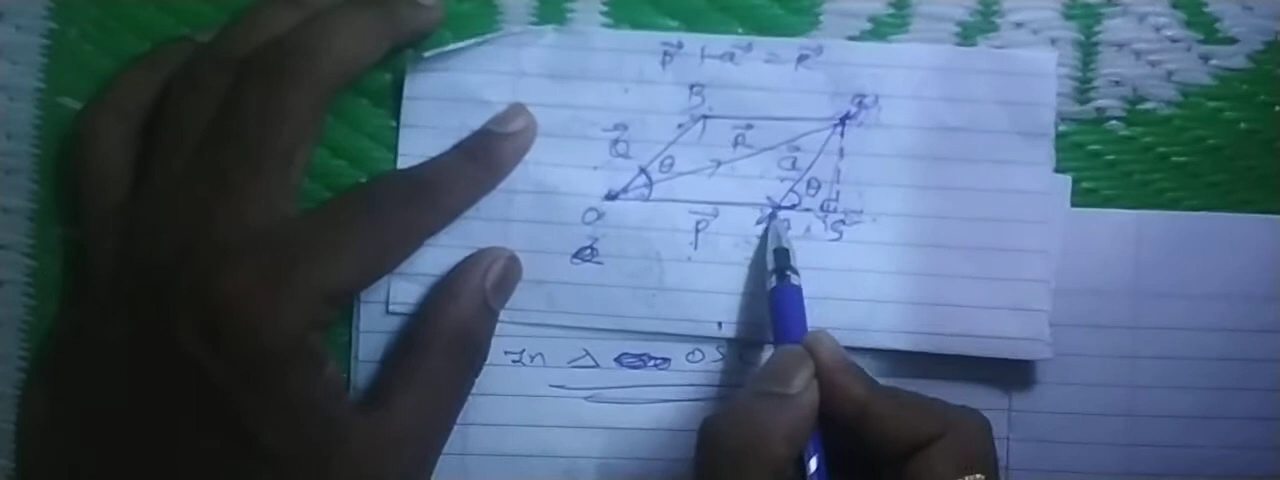 P⃗ + Q⃗ = R⃗
B
Q⃗ θ R⃗ Q⃗ θ
O P⃗ S
In Δ OS